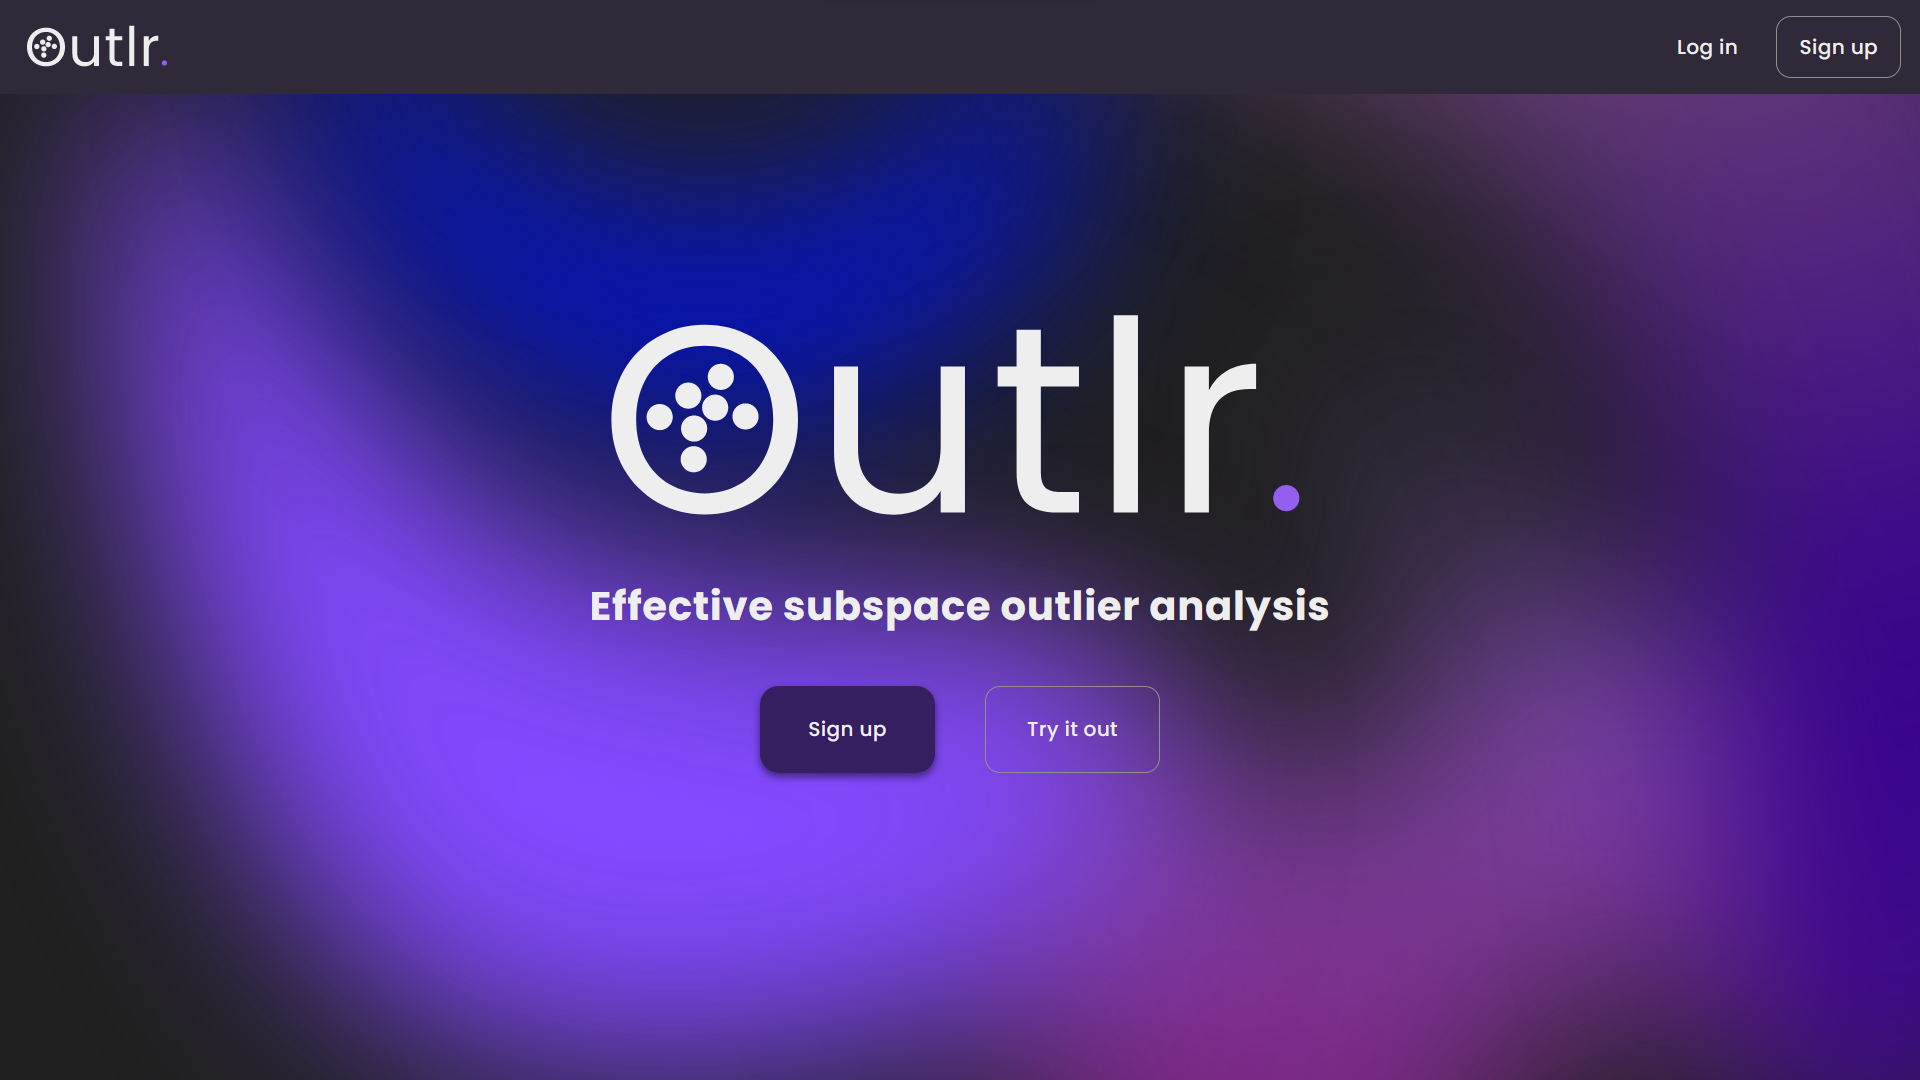 Outlr.
Log in
Sign up
Outlr.
Effective subspace outlier analysis
Sign up
Try it out